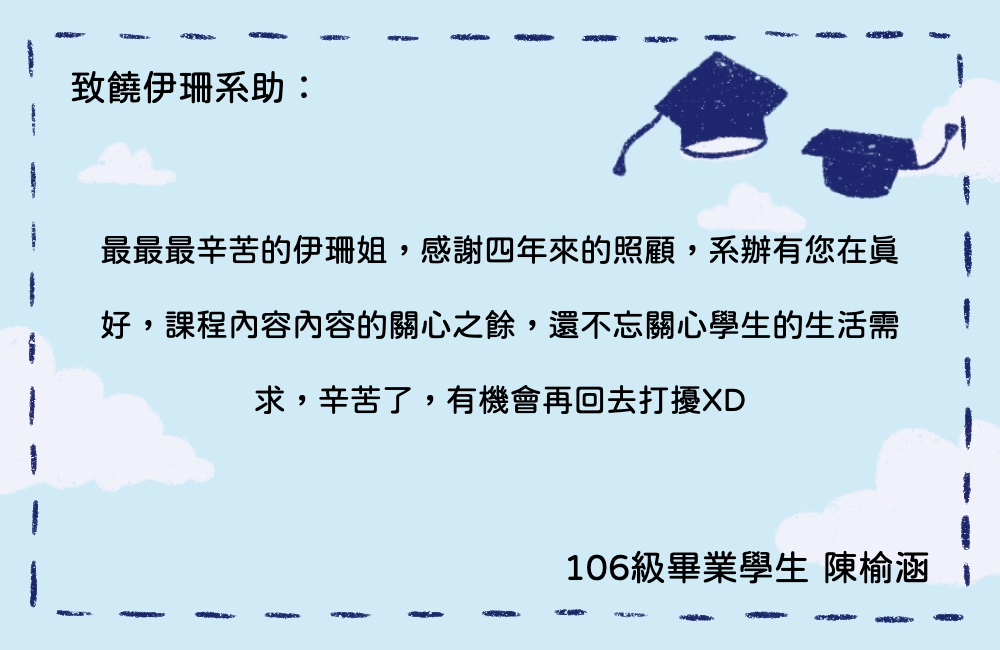 致饒伊珊系助：
最最最辛苦的伊珊姐，感謝四年來的照顧，系辦有您在真
好，課程內容內容的關心之餘，還不忘關心學生的生活需
求，辛苦了，有機會再回去打擾XD
106級畢業學生 陳榆涵